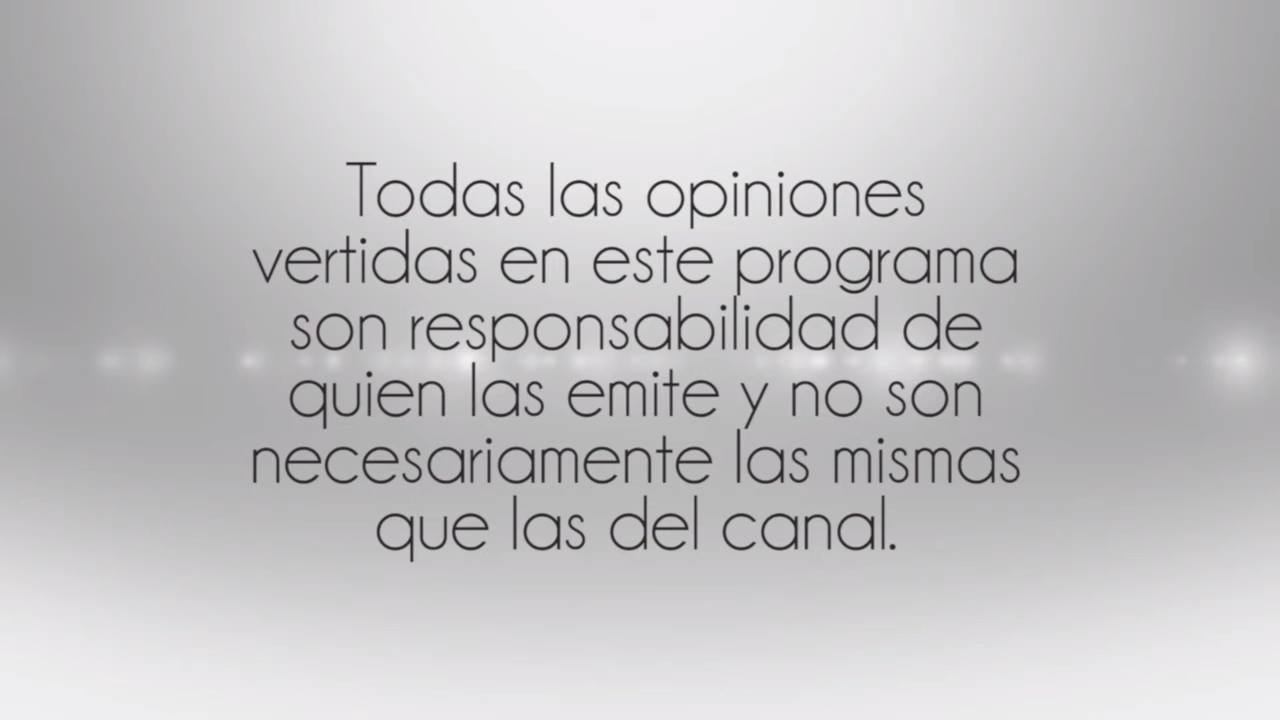 Todas las opiniones
vertidas en este programa
son responsabilidad de
quien las emite y no son
necesariamente las mismas
que las del canal.